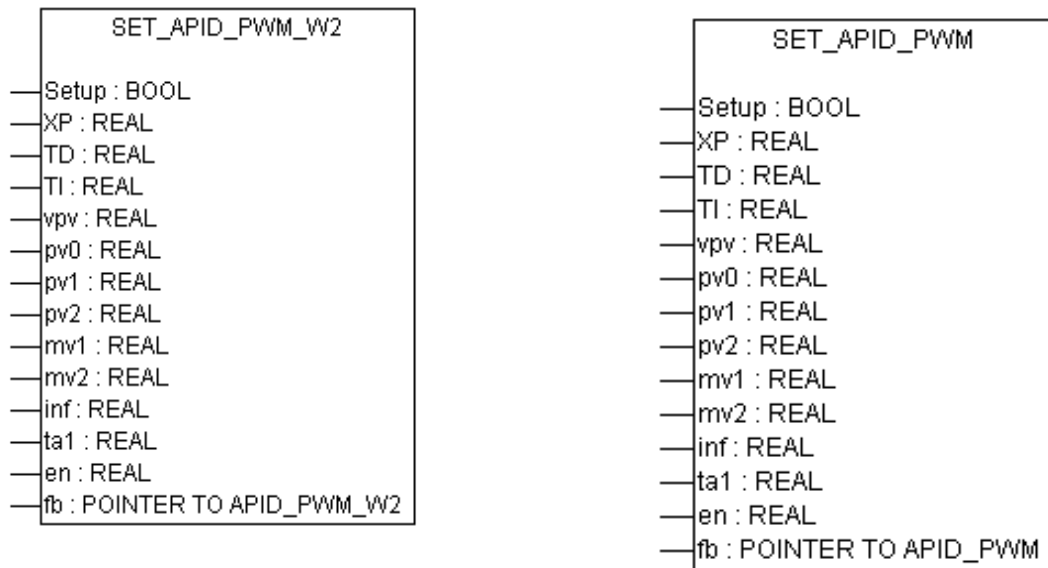 SET_APID_PWM_W2
Setup : BOOL
XP : REAL
TD : REAL
TI : REAL
vpv : REAL
pv0 : REAL
pv1 : REAL
pv2 : REAL
mv1 : REAL
mv2 : REAL
inf : REAL
ta1 : REAL
en : REAL
fb : POINTER TO APID_PWM_W2
SET_APID_PWM
Setup : BOOL
XP : REAL
TD : REAL
TI : REAL
vpv : REAL
pv0 : REAL
pv1 : REAL
pv2 : REAL
mv1 : REAL
mv2 : REAL
inf : REAL
ta1 : REAL
en : REAL
fb : POINTER TO APID_PWM